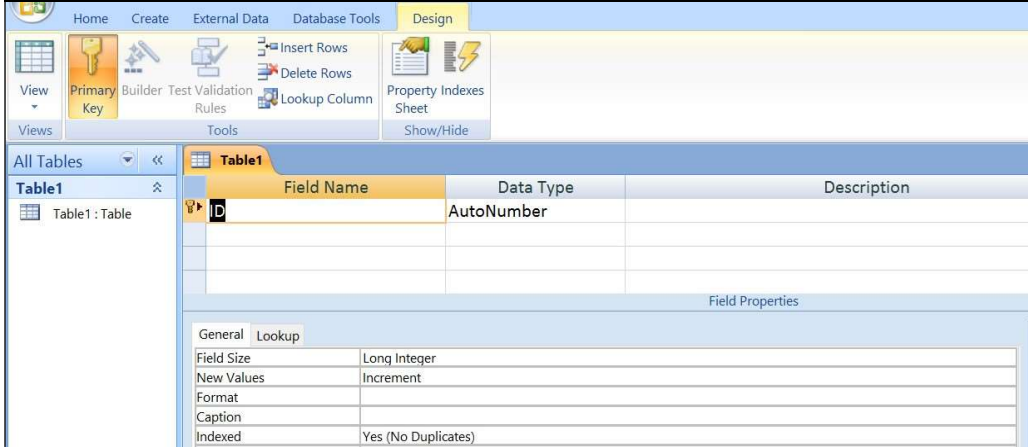 Home Create External Data Database Tools Design
View
Primary Key
Builder
Test Validation Rules
Insert Rows
Delete Rows
Lookup Column
Property Sheet
Indexes
Views Tools Show/Hide
All Tables
Table1
Table1 : Table
Table1
Field Name Data Type Description
ID AutoNumber
Field Properties
General Lookup
Field Size Long Integer
New Values Increment
Format
Caption
Indexed Yes (No Duplicates)